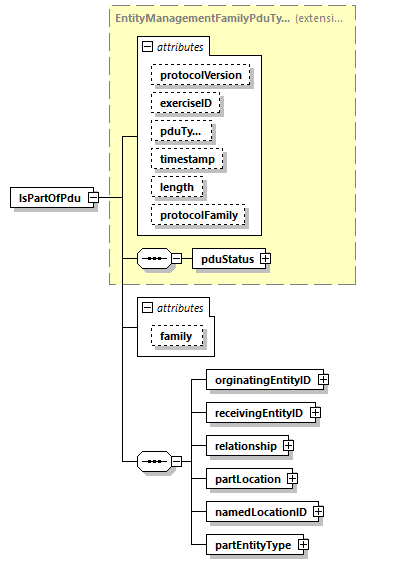 EntityManagementFamilyPduTy... (extensi...
attributes
protocolVersion
exerciseID
pduTy...
timestamp
length
protocolFamily
IsPartOfPdu
pduStatus
attributes
family
orginatingEntityID
receivingEntityID
relationship
partLocation
namedLocationID
partEntityType